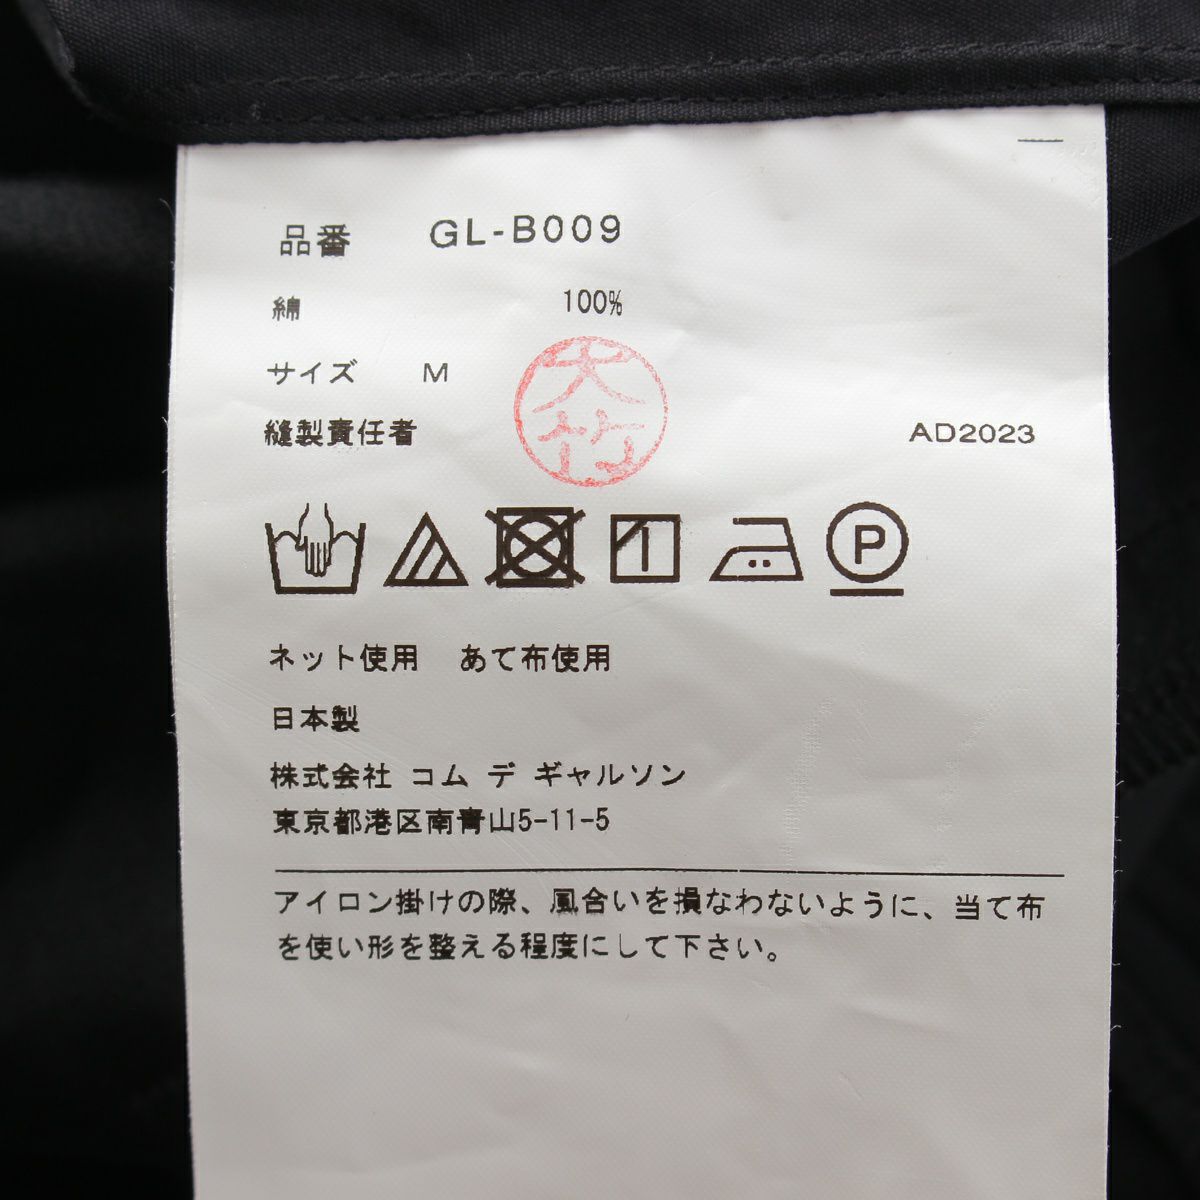 品番 GL-B009
綿 100%
サイズ M
大竹
縫製責任者 AD2023
P
ネット使用 あて布使用
日本製
株式会社 コム デ ギャルソン
東京都港区南青山5-11-5
アイロン掛けの際、風合いを損なわないように、当て布
を使い形を整える程度にして下さい。